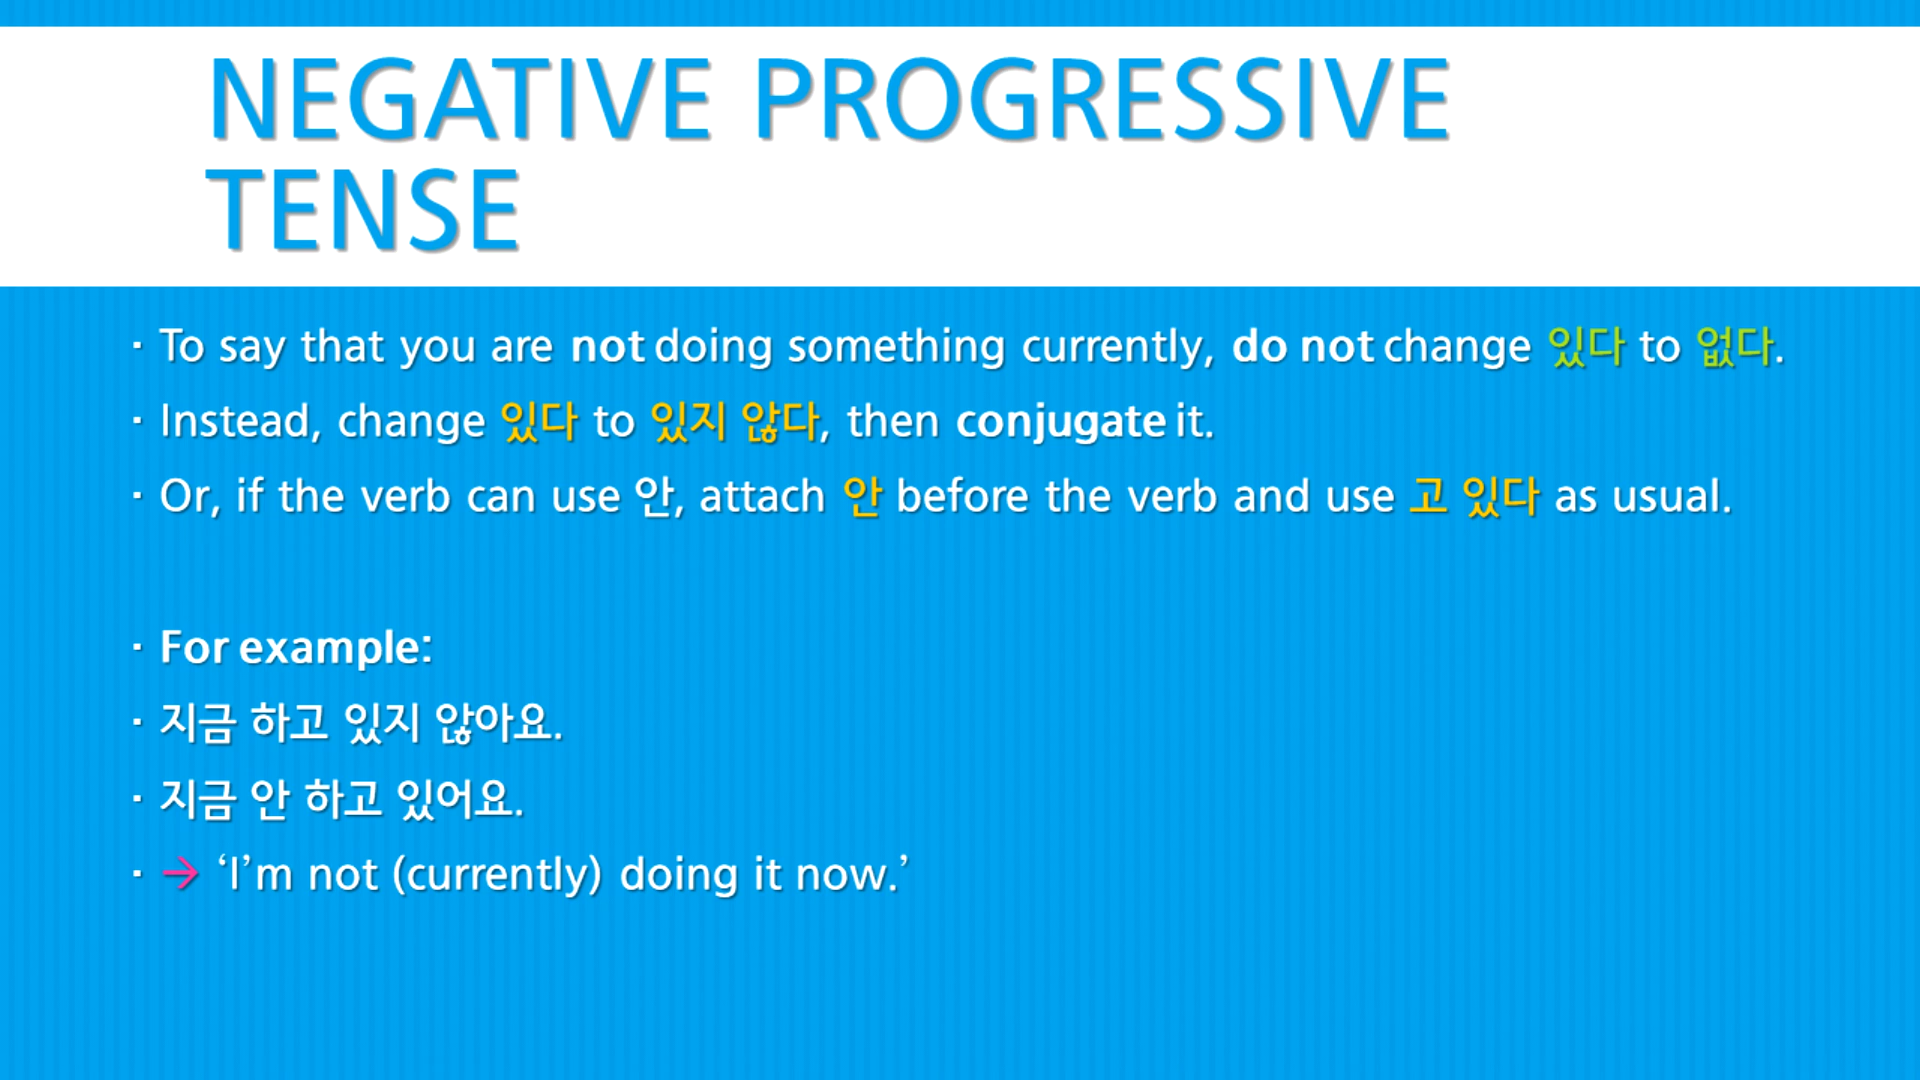 NEGATIVE PROGRESSIVE
TENSE
· To say that you are not doing something currently, do not change 있다 to 없다.
· Instead, change 있다 to 있지 않다, then conjugate it.
· Or, if the verb can use 안, attach 안 before the verb and use 고 있다 as usual.
· For example:
· 지금 하고 있지 않아요.
· 지금 안 하고 있어요.
· → ‘I’m not (currently) doing it now.’